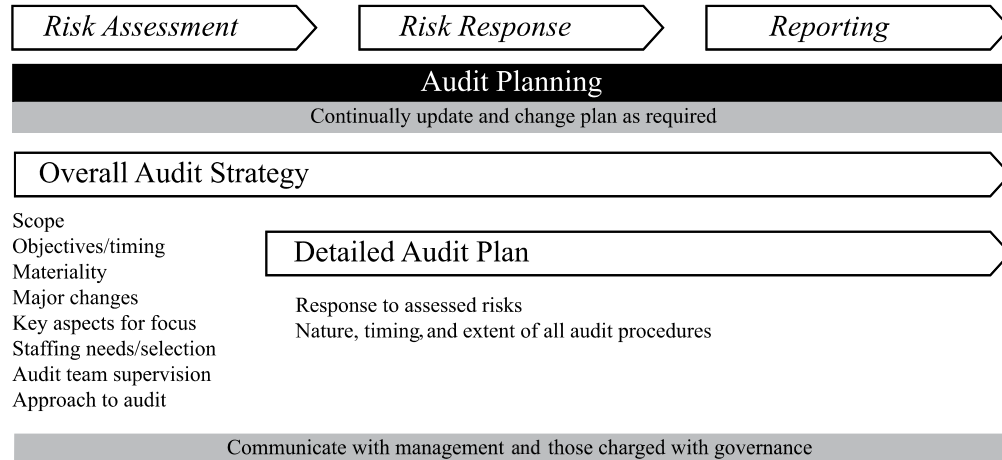 Risk Assessment
Risk Response
Reporting
Audit Planning
Continually update and change plan as required
Overall Audit Strategy
Scope
Objectives/timing
Materiality
Major changes
Key aspects for focus
Staffing needs/selection
Audit team supervision
Approach to audit
Detailed Audit Plan
Response to assessed risks
Nature, timing, and extent of all audit procedures
Communicate with management and those charged with governance